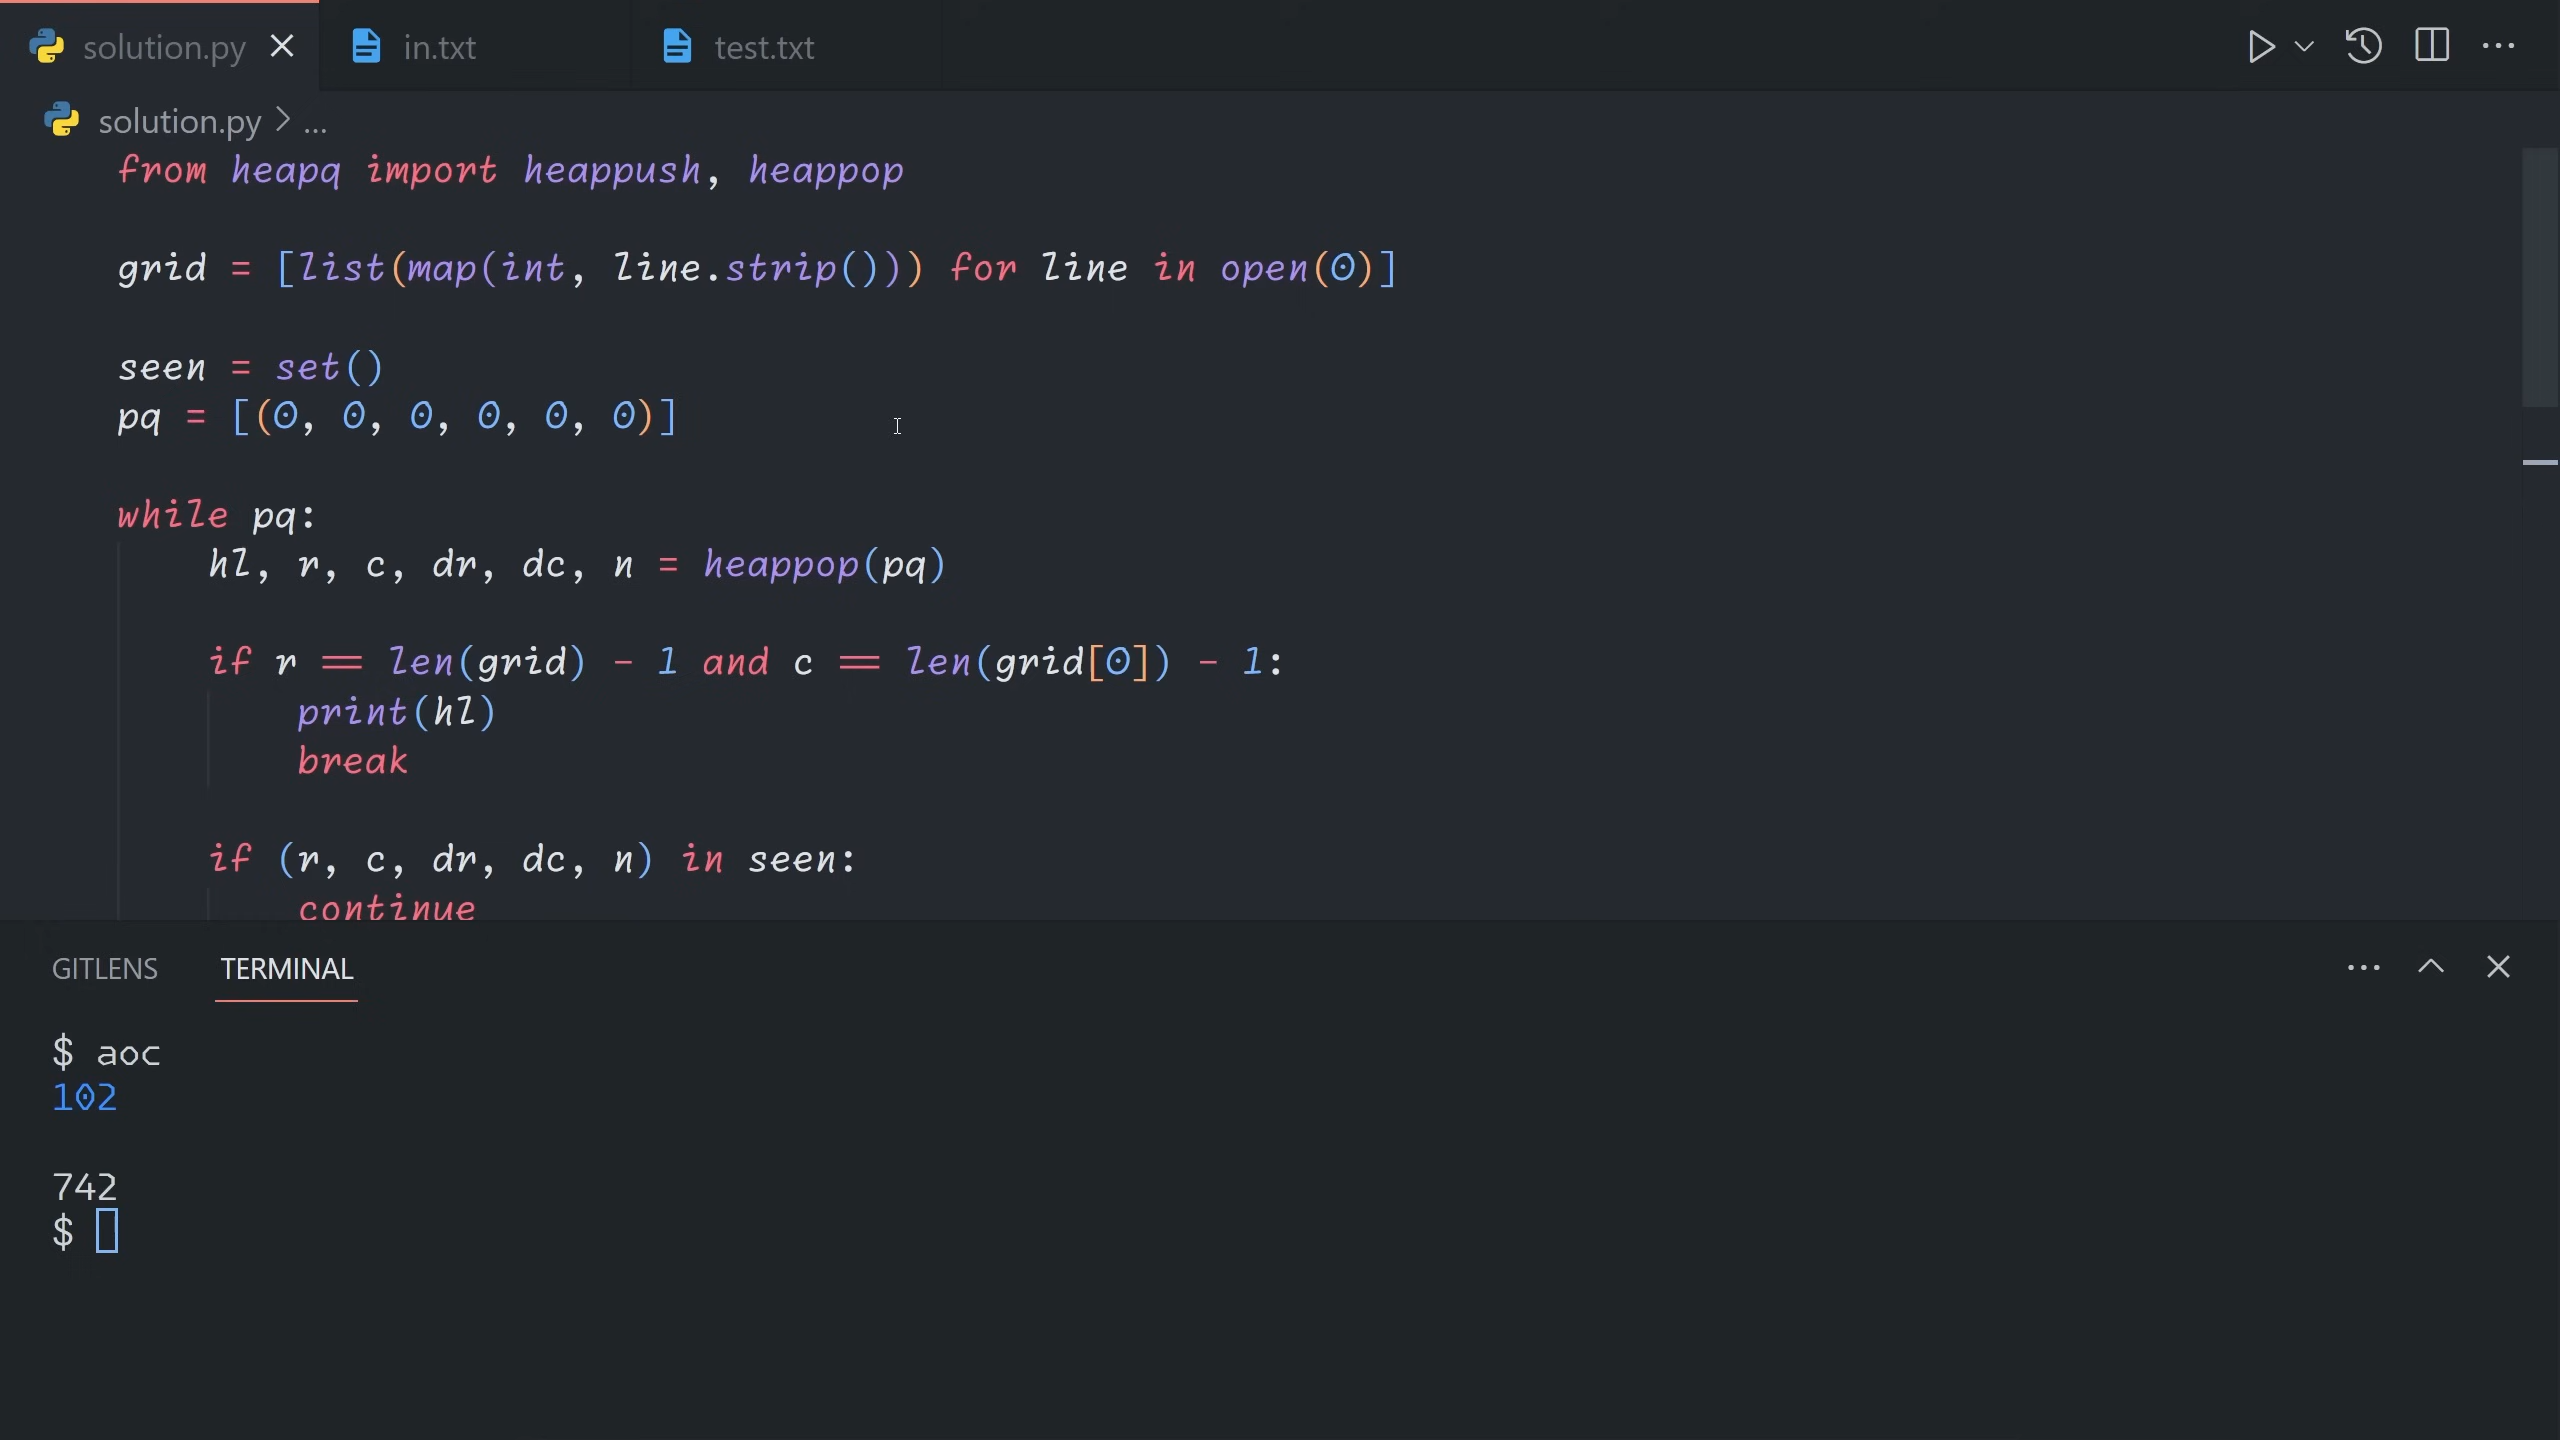 solution.py in.txt test.txt
solution.py > ...
from heapq import heappush, heappop
grid = [list(map(int, line.strip())) for line in open(0)]
seen = set()
pq = [(0, 0, 0, 0, 0, 0)]
while pq:
    hl, r, c, dr, dc, n = heappop(pq)
    if r == len(grid) - 1 and c == len(grid[0]) - 1:
        print(hl)
        break
    if (r, c, dr, dc, n) in seen:
        continue
GITLENS TERMINAL
$ aoc
102
742
$